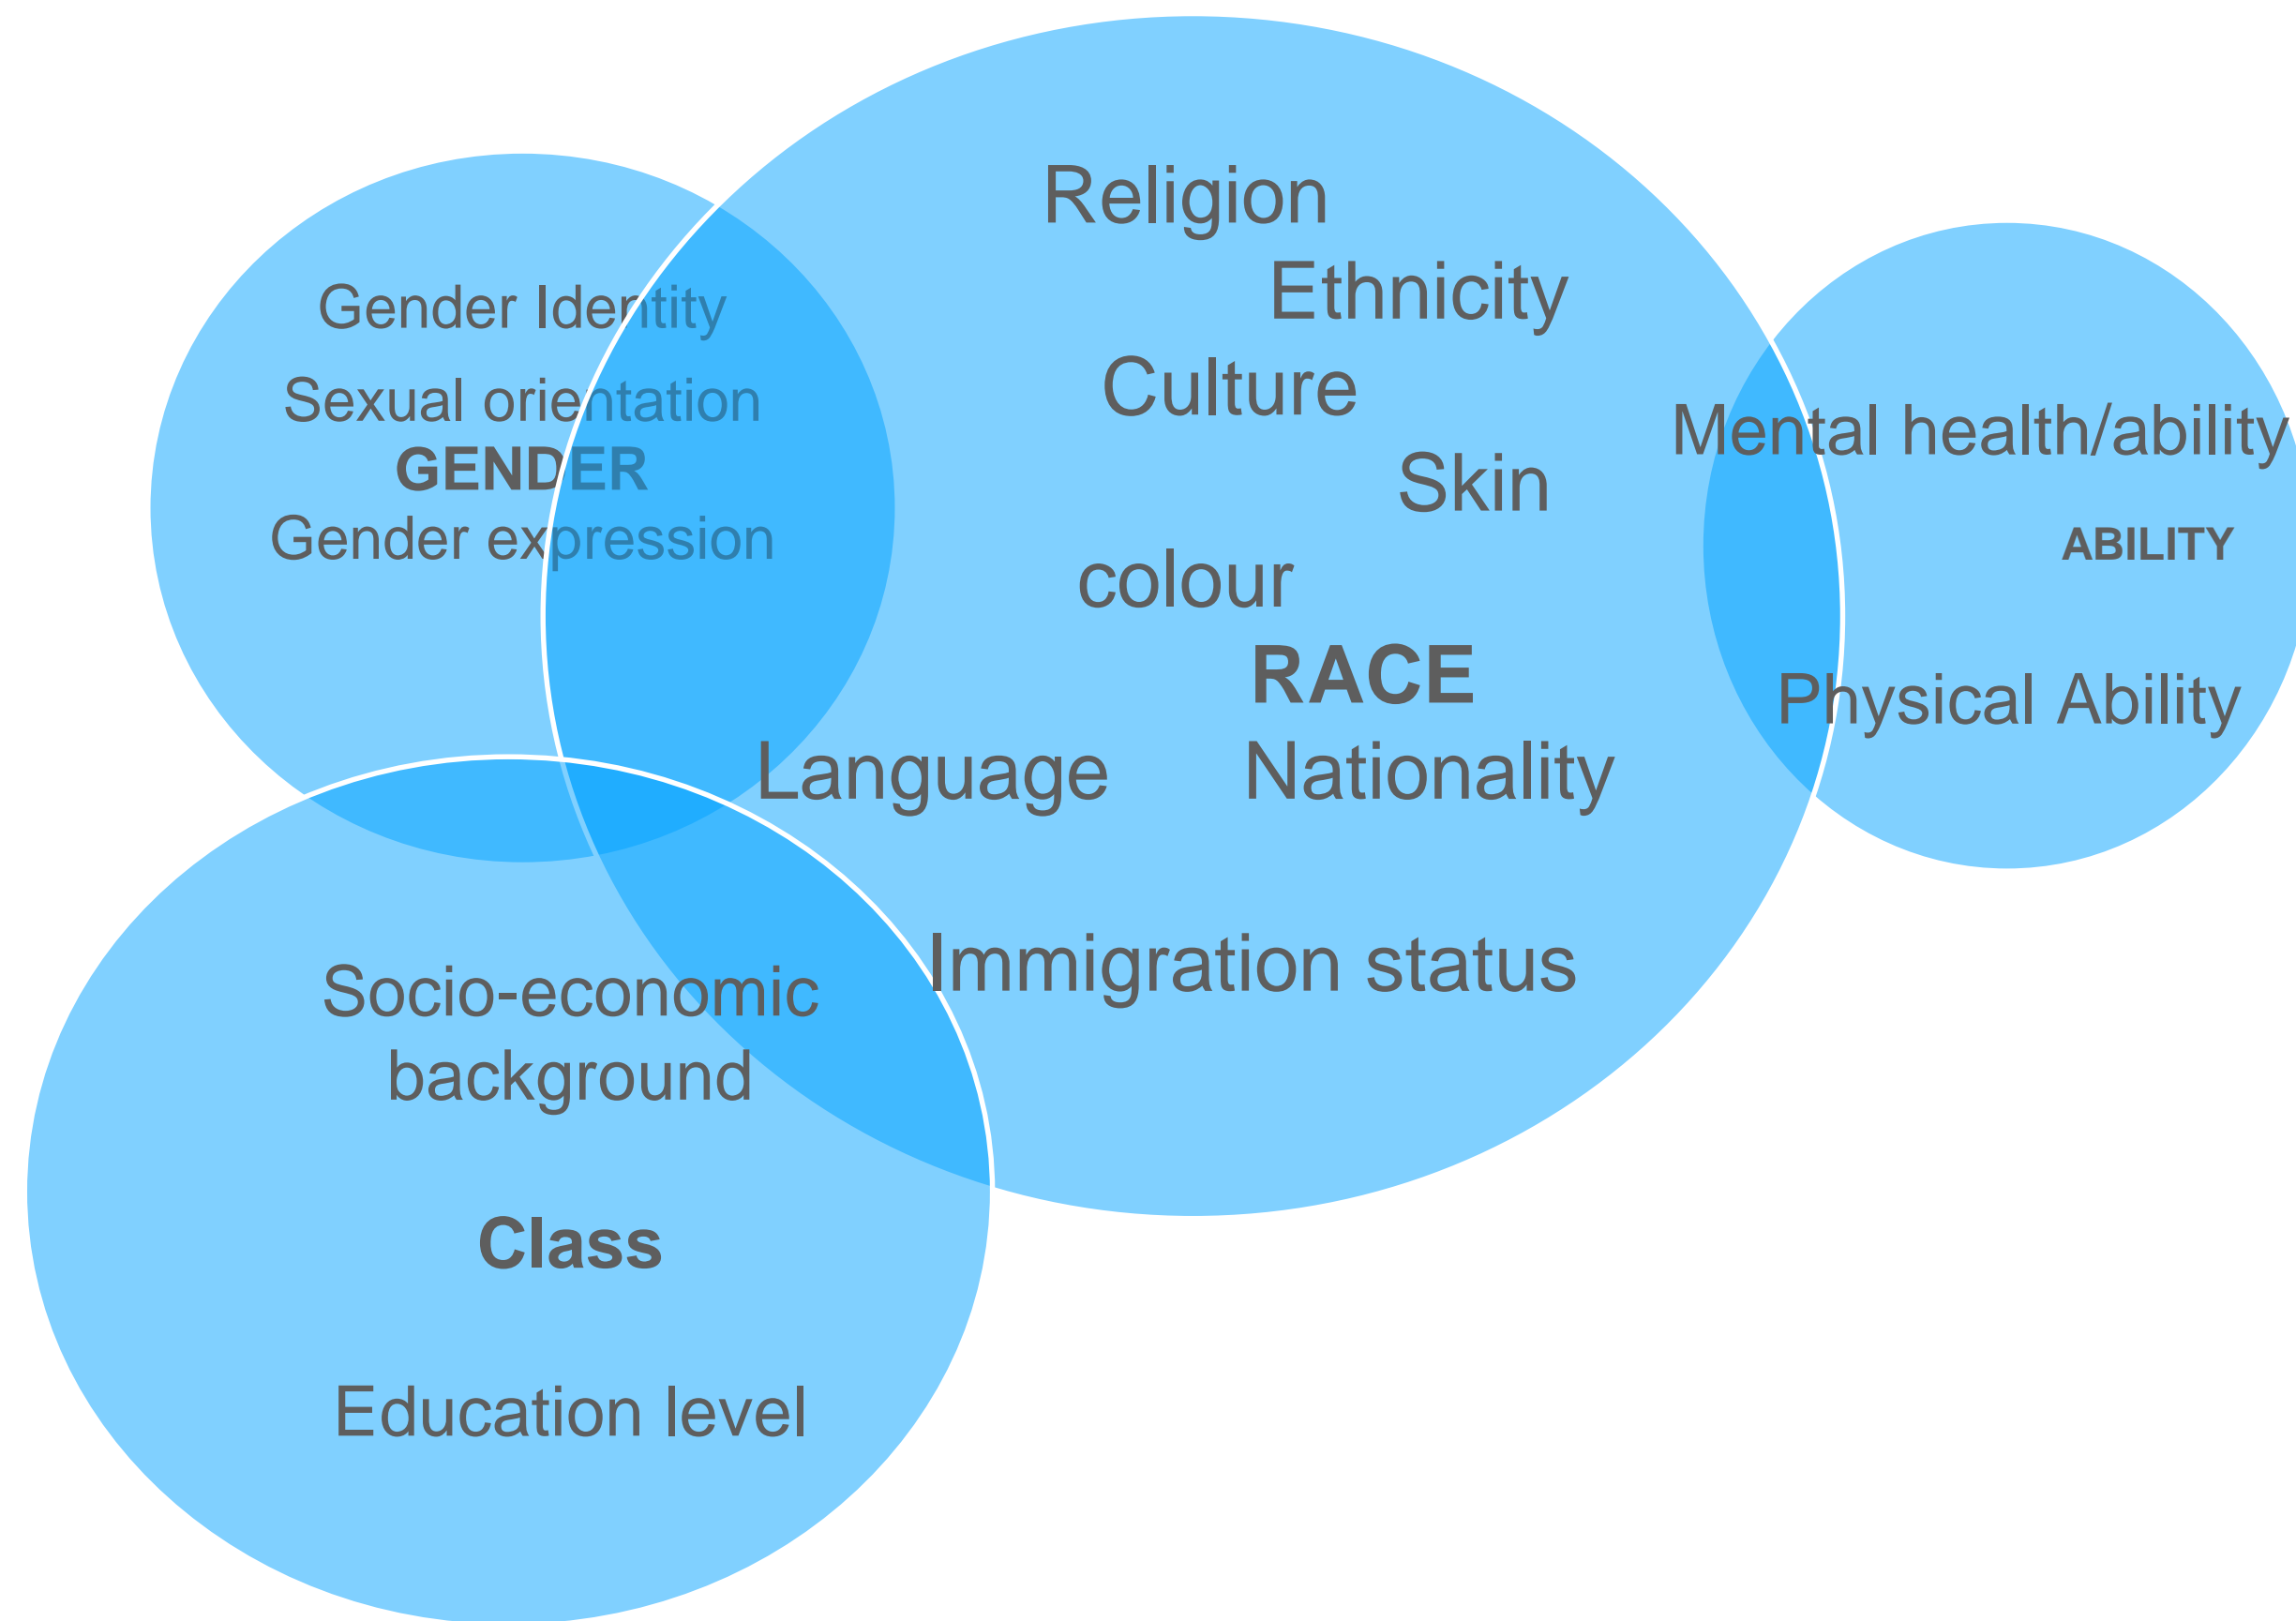 Gender Identity
Sexual orientation
GENDER
Gender expression
Religion
Ethnicity
Culture
Skin
colour
RACE
Language Nationality
Immigration status
Mental health/ability
ABILITY
Physical Ability
Socio-economic
background
Class
Education level